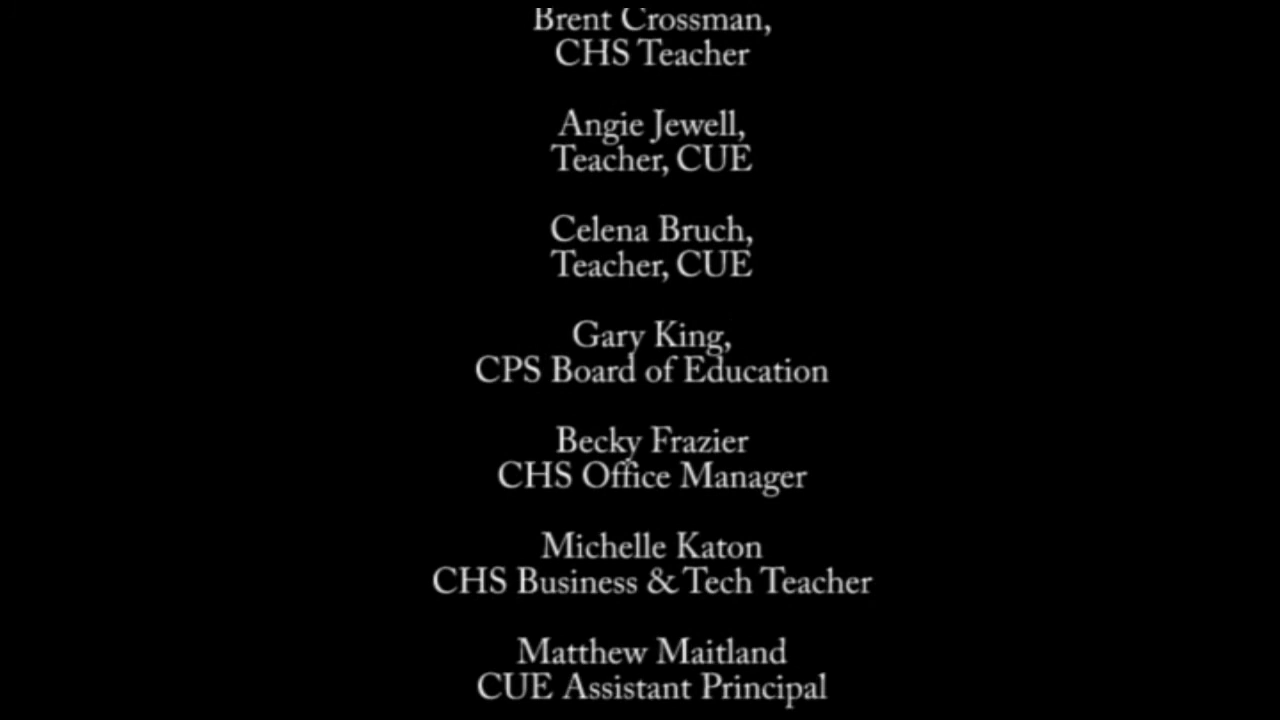 Brent Crossman,
CHS Teacher
Angie Jewell,
Teacher, CUE
Celena Bruch,
Teacher, CUE
Gary King,
CPS Board of Education
Becky Frazier
CHS Office Manager
Michelle Katon
CHS Business & Tech Teacher
Matthew Maitland
CUE Assistant Principal